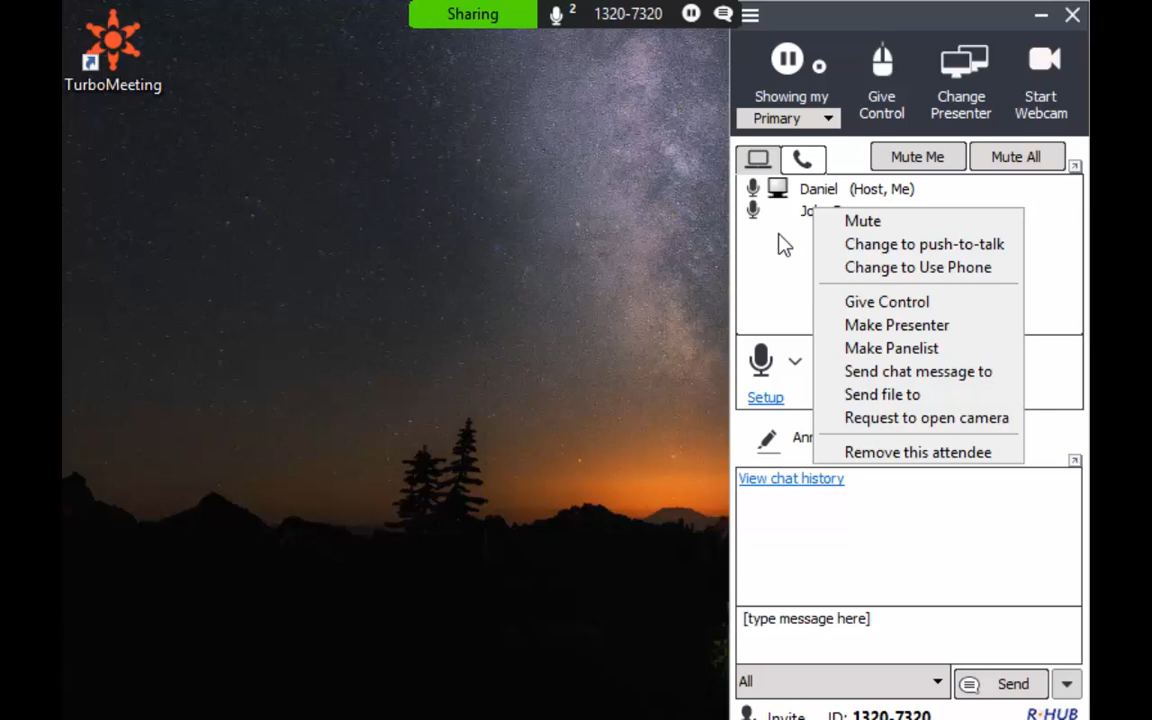 Sharing 2 1320-7320
TurboMeeting
Showing my
Primary
Give Control
Change Presenter
Start Webcam
Mute Me
Mute All
Daniel (Host, Me)
Mute
Change to push-to-talk
Change to Use Phone
Give Control
Make Presenter
Make Panelist
Send chat message to
Send file to
Request to open camera
Remove this attendee
Setup
View chat history
[type message here]
All
Send
Invite ID: 1320-7320
R-HUB